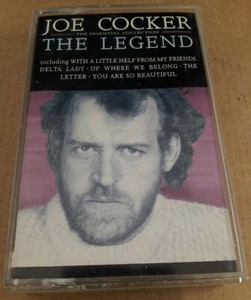 JOE COCKER
THE ESSENTIAL COLLECTION
THE LEGEND
including WITH A LITTLE HELP FROM MY FRIENDS
DELTA LADY · UP WHERE WE BELONG · THE
LETTER · YOU ARE SO BEAUTIFUL